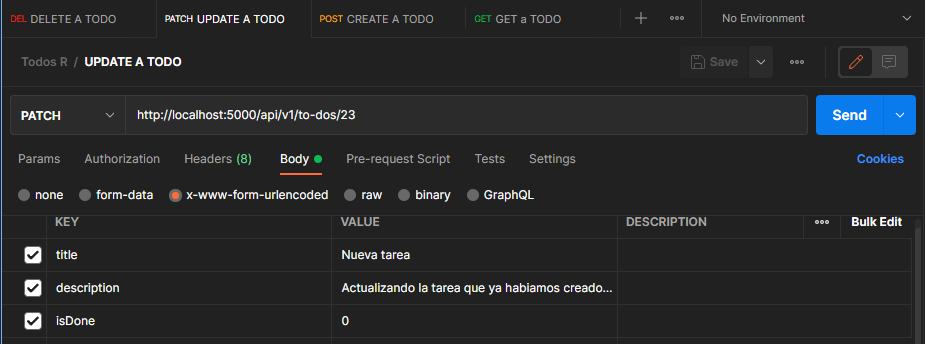 DEL DELETE A TODO PATCH UPDATE A TODO POST CREATE A TODO GET GET a TODO No Environment
Todos R / UPDATE A TODO Save
PATCH http://localhost:5000/api/v1/to-dos/23 Send
Params Authorization Headers (8) Body Pre-request Script Tests Settings Cookies
none form-data x-www-form-urlencoded raw binary GraphQL
KEY VALUE DESCRIPTION Bulk Edit
title Nueva tarea
description Actualizando la tarea que ya habiamos creado...
isDone 0